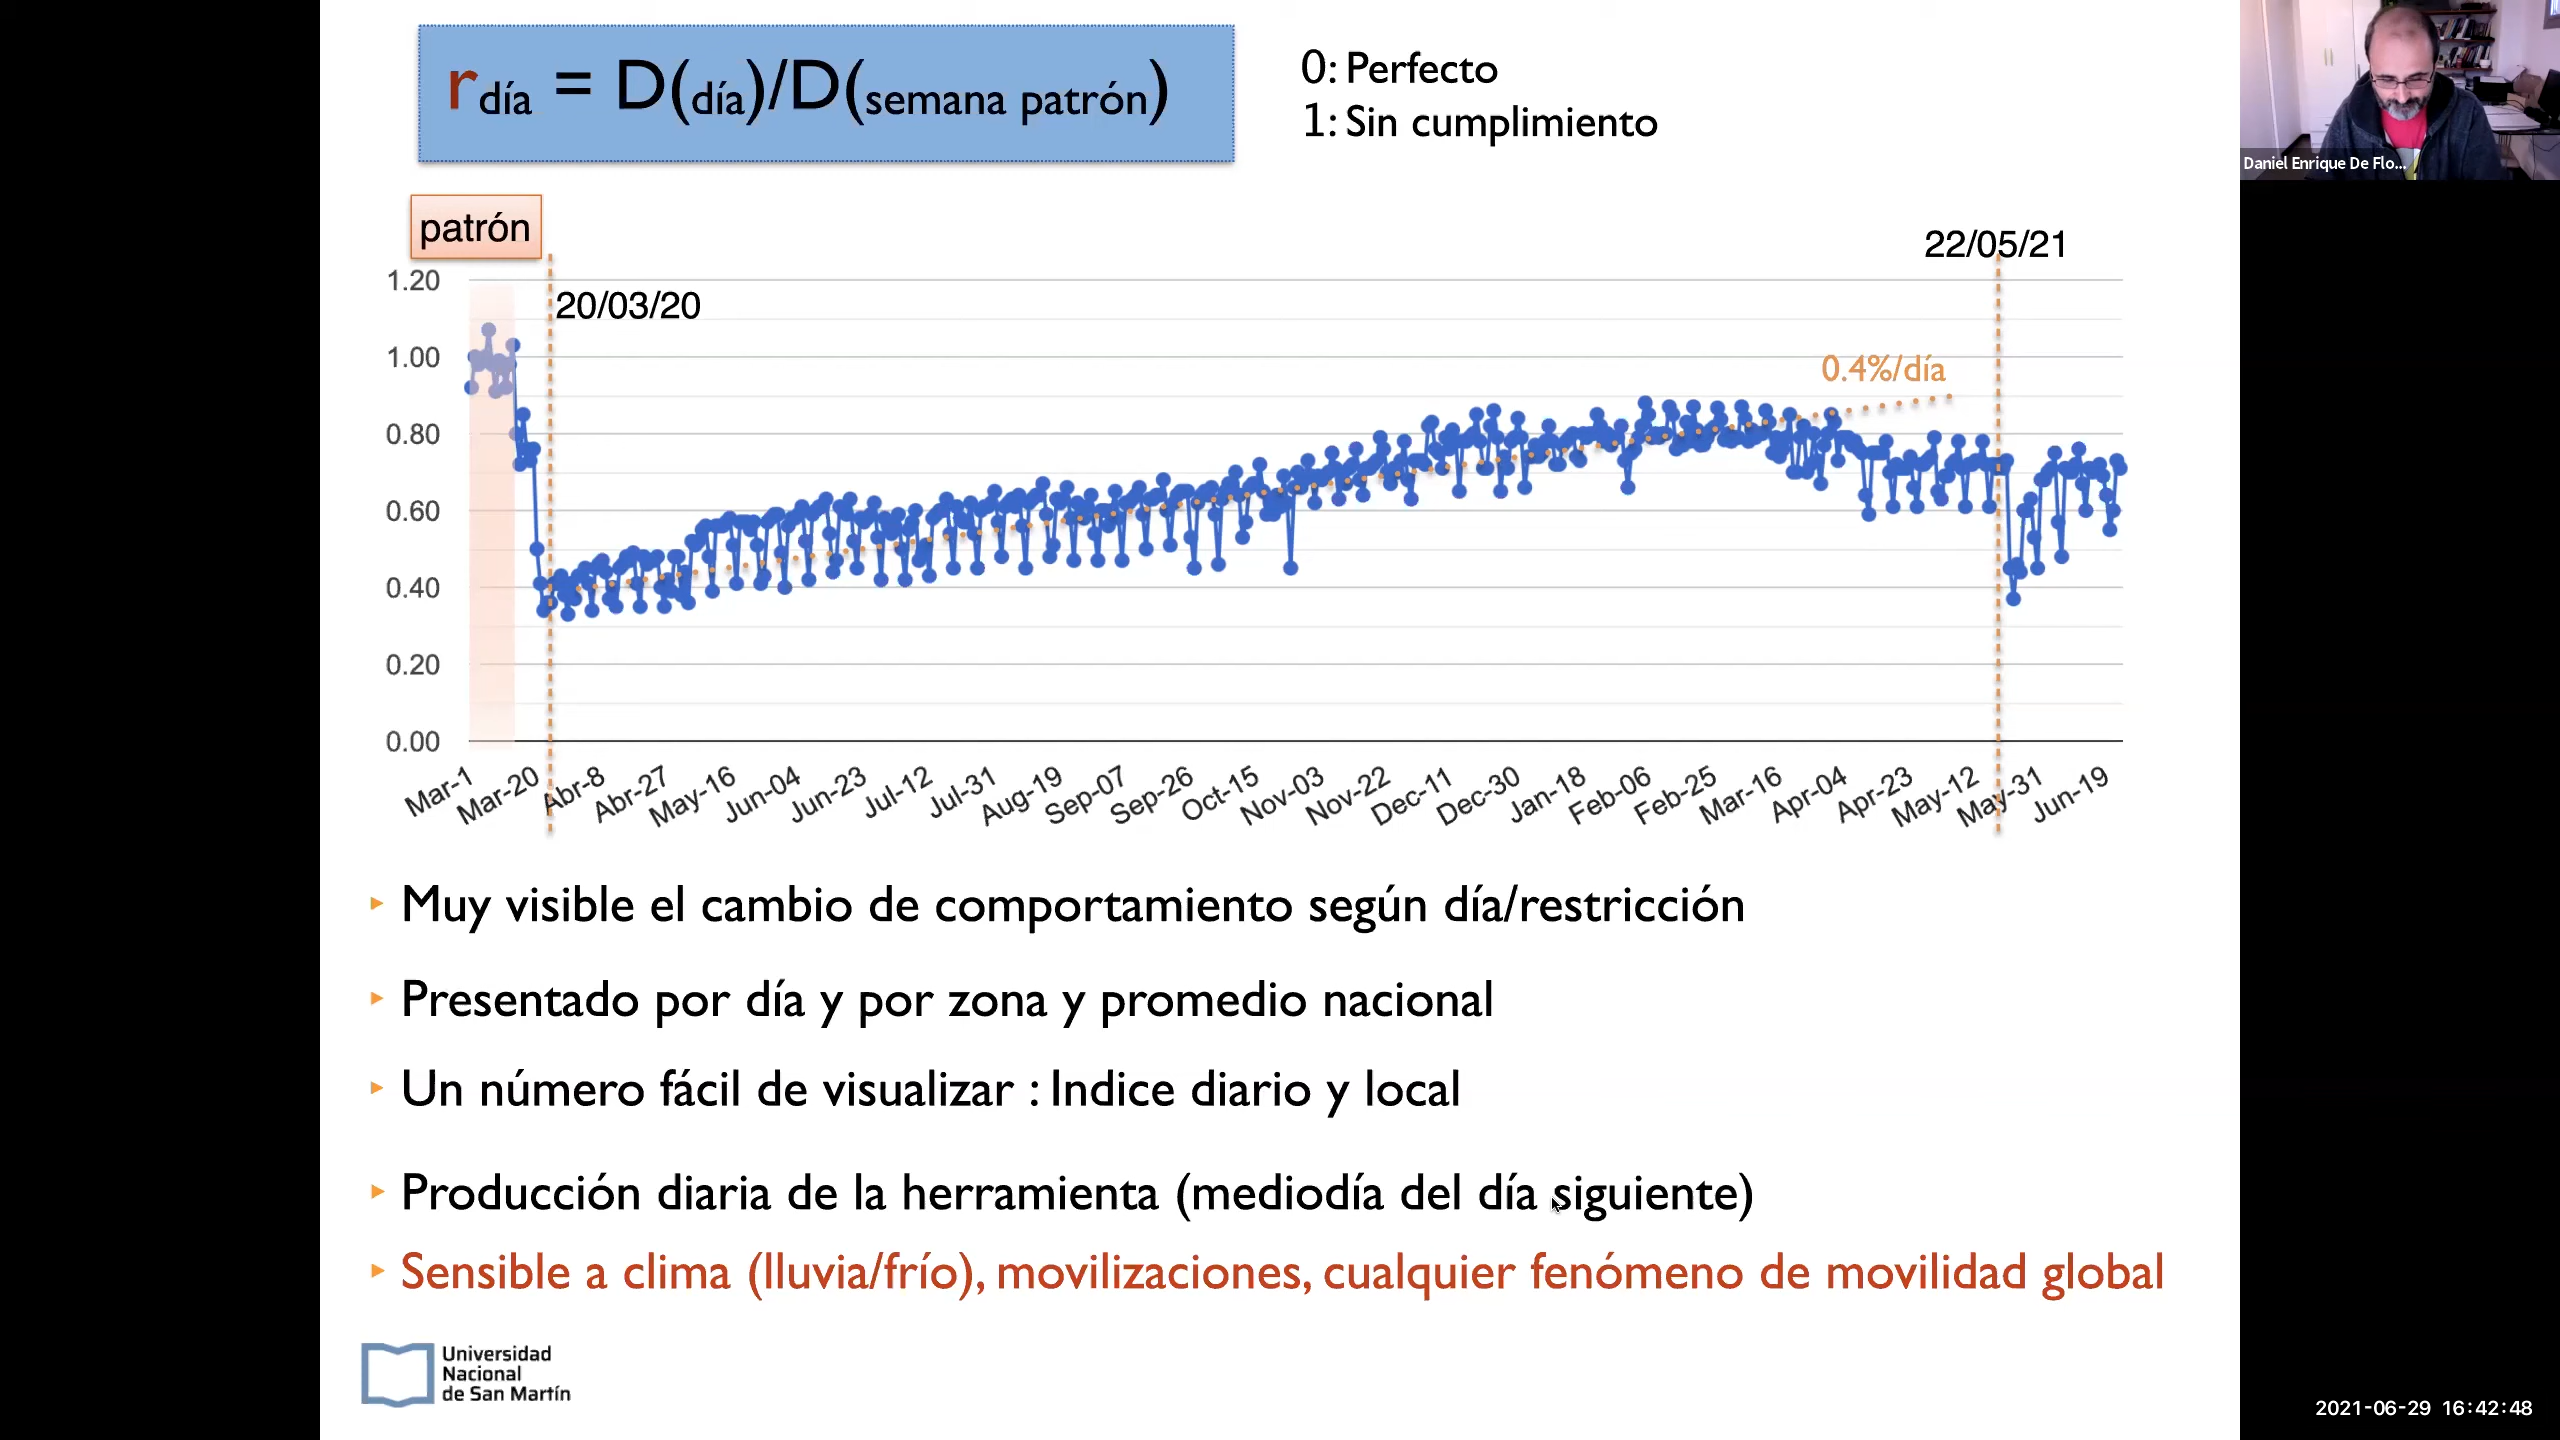 r día = D(día)/D(semana patrón)
0: Perfecto
1: Sin cumplimiento
Daniel Enrique De Flo...
patrón
22/05/21
20/03/20
0.4%/día
1.20
1.00
0.80
0.60
0.40
0.20
0.00
Mar-1
Mar-20
Abr-8
Abr-27
May-16
Jun-04
Jun-23
Jul-12
Jul-31
Aug-19
Sep-07
Sep-26
Oct-15
Nov-03
Nov-22
Dec-11
Dec-30
Jan-18
Feb-06
Feb-25
Mar-16
Apr-04
Apr-23
May-12
May-31
Jun-19
‣ Muy visible el cambio de comportamiento según día/restricción
‣ Presentado por día y por zona y promedio nacional
‣ Un número fácil de visualizar : Indice diario y local
‣ Producción diaria de la herramienta (mediodía del día siguiente)
‣ Sensible a clima (lluvia/frío), movilizaciones, cualquier fenómeno de movilidad global
Universidad
Nacional
de San Martín
2021-06-29 16:42:48